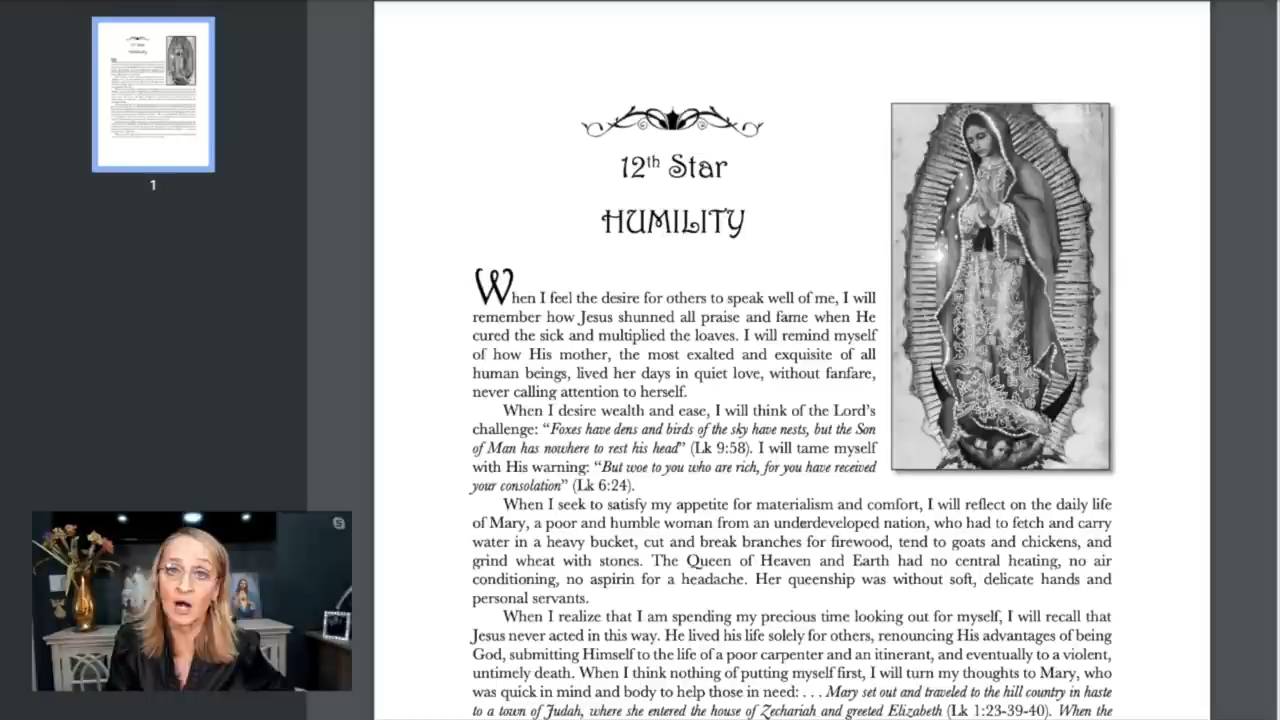 12th Star
HUMILITY
When I feel the desire for others to speak well of me, I will
remember how Jesus shunned all praise and fame when He
cured the sick and multiplied the loaves. I will remind myself
of how His mother, the most exalted and exquisite of all
human beings, lived her days in quiet love, without fanfare,
never calling attention to herself.
When I desire wealth and ease, I will think of the Lord's
challenge: “Foxes have dens and birds of the sky have nests, but the Son
of Man has nowhere to rest his head” (Lk 9:58). I will tame myself
with His warning: “But woe to you who are rich, for you have received
your consolation” (Lk 6:24).
When I seek to satisfy my appetite for materialism and comfort, I will reflect on the daily life
of Mary, a poor and humble woman from an underdeveloped nation, who had to fetch and carry
water in a heavy bucket, cut and break branches for firewood, tend to goats and chickens, and
grind wheat with stones. The Queen of Heaven and Earth had no central heating, no air
conditioning, no aspirin for a headache. Her queenship was without soft, delicate hands and
personal servants.
When I realize that I am spending my precious time looking out for myself, I will recall that
Jesus never acted in this way. He lived his life solely for others, renouncing His advantages of being
God, submitting Himself to the life of a poor carpenter and an itinerant, and eventually to a violent,
untimely death. When I think nothing of putting myself first, I will turn my thoughts to Mary, who
was quick in mind and body to help those in need: . . . Mary set out and traveled to the hill country in haste
to a town of Judah, where she entered the house of Zechariah and greeted Elizabeth (Lk 1:23-39-40). When the
1